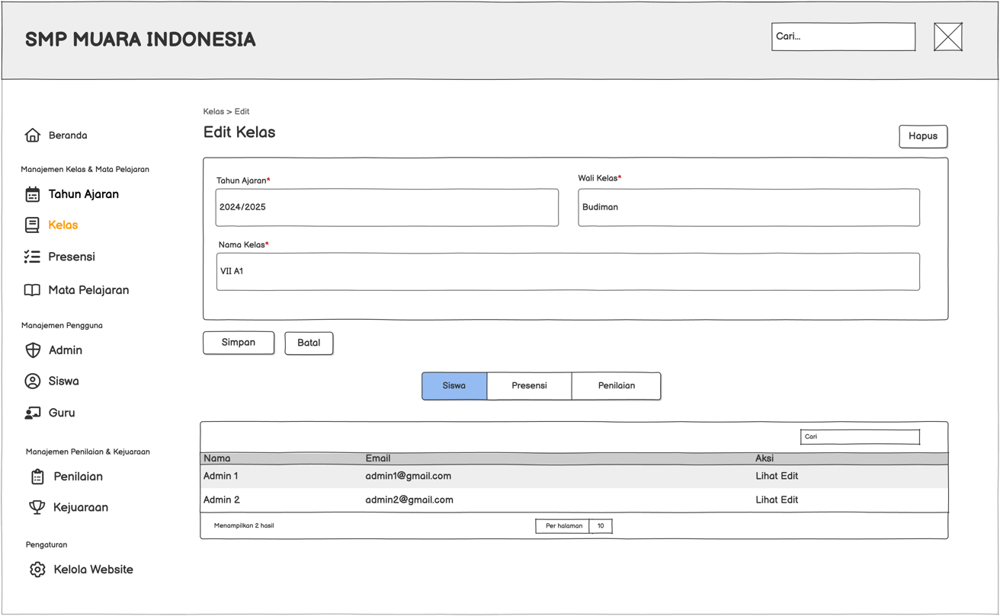 SMP MUARA INDONESIA
Cari...
Beranda
Manajemen Kelas & Mata Pelajaran
Tahun Ajaran
Kelas
Presensi
Mata Pelajaran
Manajemen Pengguna
Admin
Siswa
Guru
Manajemen Penilaian & Kejuaraan
Penilaian
Kejuaraan
Pengaturan
Kelola Website
Kelas > Edit
Edit Kelas
Hapus
Tahun Ajaran*
2024/2025
Wali Kelas*
Budiman
Nama Kelas*
VII A1
Simpan
Batal
Siswa
Presensi
Penilaian
Cari
Nama Email Aksi
Admin 1 admin1@gmail.com Lihat Edit
Admin 2 admin2@gmail.com Lihat Edit
Menampilkan 2 hasil
Per halaman 10